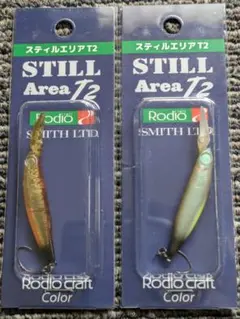 スティルエリアT2
STILL
Area T2
Rodio
SMITH LTD.
Rodio craft
Color
スティルエリアT2
STILL
Area T2
Rodio
SMITH LTD.
Rodio craft
Color